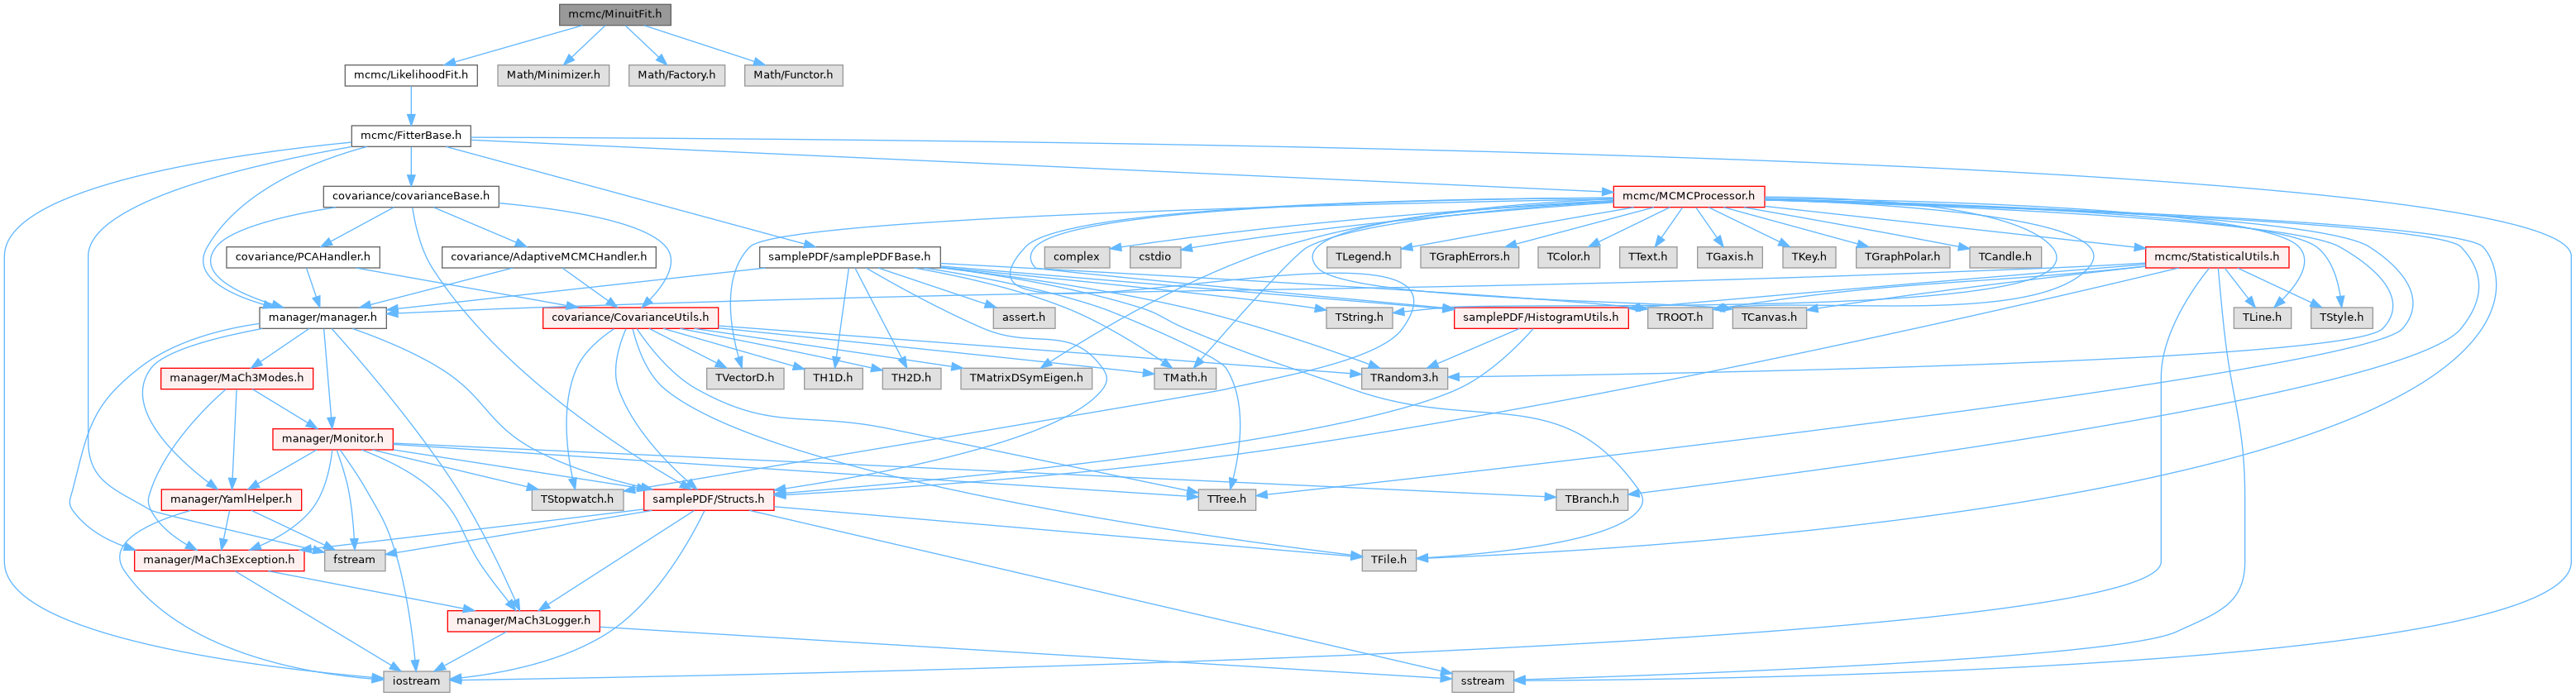 mcmc/MinuitFit.h
mcmc/LikelihoodFit.h
Math/Minimizer.h
Math/Factory.h
Math/Functor.h
mcmc/FitterBase.h
covariance/covarianceBase.h
mcmc/MCMCProcessor.h
covariance/PCAHandler.h
covariance/AdaptiveMCMCHandler.h
samplePDF/samplePDFBase.h
complex
cstdio
TLegend.h
TGraphErrors.h
TColor.h
TText.h
TGaxis.h
TKey.h
TGraphPolar.h
TCandle.h
mcmc/StatisticalUtils.h
manager/manager.h
covariance/CovarianceUtils.h
assert.h
TString.h
samplePDF/HistogramUtils.h
TROOT.h
TCanvas.h
TLine.h
TStyle.h
manager/MaCh3Modes.h
TVectorD.h
TH1D.h
TH2D.h
TMatrixDSymEigen.h
TMath.h
TRandom3.h
manager/Monitor.h
manager/YamlHelper.h
TStopwatch.h
samplePDF/Structs.h
TTree.h
TBranch.h
manager/MaCh3Exception.h
fstream
TFile.h
manager/MaCh3Logger.h
iostream
sstream